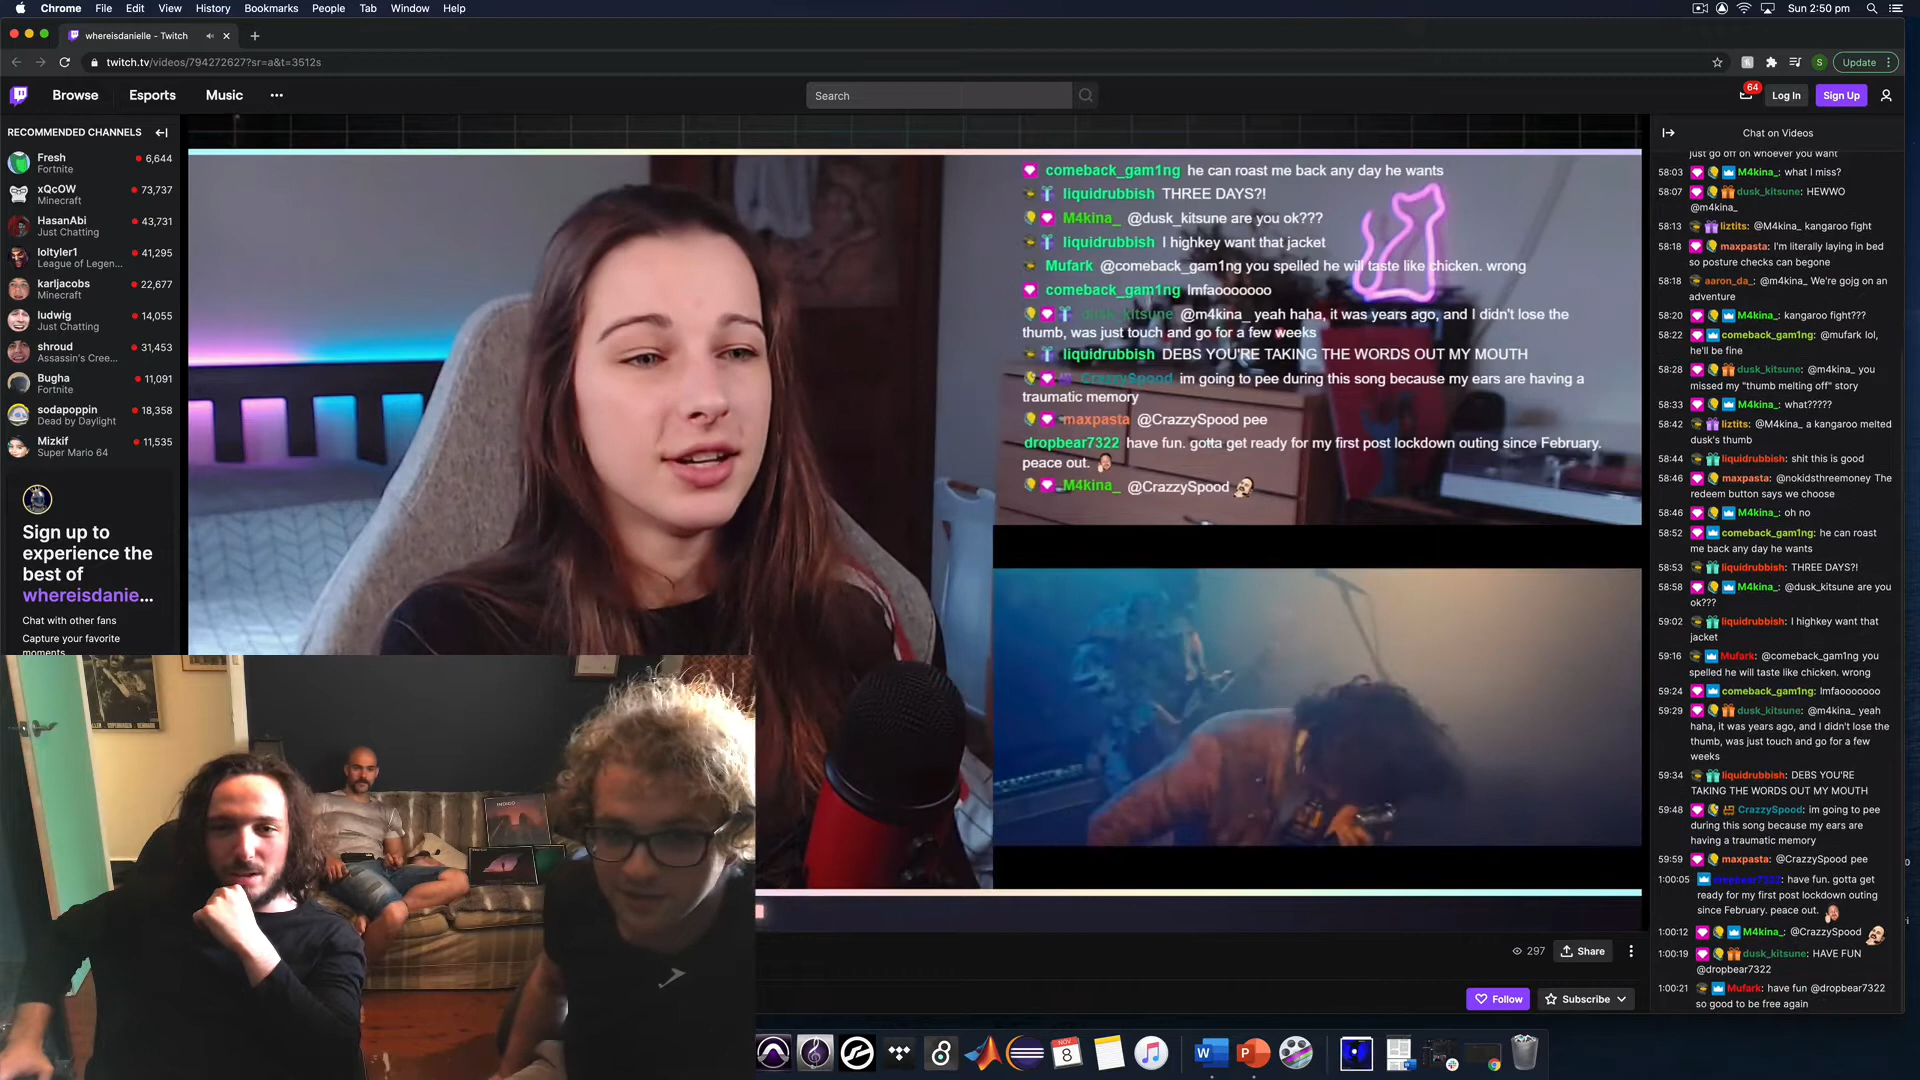 Chrome File Edit View History Bookmarks People Tab Window Help
Sun 2:50 pm
whereisdanielle - Twitch
twitch.tv/videos/794272627?sr=a&t=3512s
S
Update
Browse
Esports
Music
Search
64
Log In
Sign Up
RECOMMENDED CHANNELS
Fresh
6,644
Fortnite
xQcOW
73,737
Minecraft
HasanAbi
43,731
Just Chatting
loltyler1
41,295
League of Legen...
karljacobs
22,677
Minecraft
ludwig
14,055
Just Chatting
shroud
31,453
Assassin's Cree...
Bugha
11,091
Fortnite
sodapoppin
18,358
Dead by Daylight
Mizkif
11,535
Super Mario 64
Sign up to
experience the
best of
whereisdanie...
Chat with other fans
Capture your favorite
moments
comeback_gam1ng he can roast me back any day he wants
liquidrubbish THREE DAYS?!
M4kina_ @dusk_kitsune are you ok???
liquidrubbish I highkey want that jacket
Mufark @comeback_gam1ng you spelled he will taste like chicken. wrong
comeback_gam1ng lmfaooooooo
dusk_kitsune @m4kina_ yeah haha, it was years ago, and I didn't lose the
thumb, was just touch and go for a few weeks
liquidrubbish DEBS YOU'RE TAKING THE WORDS OUT MY MOUTH
CrazzySpood im going to pee during this song because my ears are having a
traumatic memory
maxpasta @CrazzySpood pee
dropbear7322 have fun. gotta get ready for my first post lockdown outing since February.
peace out.
M4kina_ @CrazzySpood
INDIGO
297
Share
Follow
Subscribe
NOV
8
W
P
Chat on Videos
just go off on whoever you want
58:03 M4kina_: what I miss?
58:07 dusk_kitsune: HEWWO
@m4kina_
58:13 liztits: @M4kina_ kangaroo fight
58:18 maxpasta: I'm literally laying in bed
so posture checks can begone
58:18 aaron_da_: @m4kina_ We're gojg on an
adventure
58:20 M4kina_: kangaroo fight???
58:22 comeback_gam1ng: @mufark lol,
he'll be fine
58:28 dusk_kitsune: @m4kina_ you
missed my "thumb melting off" story
58:33 M4kina_: what?????
58:42 liztits: @M4kina_ a kangaroo melted
dusk's thumb
58:44 liquidrubbish: shit this is good
58:46 maxpasta: @nokidsthreemoney The
redeem button says we choose
58:46 M4kina_: oh no
58:52 comeback_gam1ng: he can roast
me back any day he wants
58:53 liquidrubbish: THREE DAYS?!
58:58 M4kina_: @dusk_kitsune are you
ok???
59:02 liquidrubbish: I highkey want that
jacket
59:16 Mufark: @comeback_gam1ng you
spelled he will taste like chicken. wrong
59:24 comeback_gam1ng: lmfaooooooo
59:29 dusk_kitsune: @m4kina_ yeah
haha, it was years ago, and I didn't lose the
thumb, was just touch and go for a few
weeks
59:34 liquidrubbish: DEBS YOU'RE
TAKING THE WORDS OUT MY MOUTH
59:48 CrazzySpood: im going to pee
during this song because my ears are
having a traumatic memory
59:59 maxpasta: @CrazzySpood pee
1:00:05 dropbear7322: have fun. gotta get
ready for my first post lockdown outing
since February. peace out.
1:00:12 M4kina_: @CrazzySpood
1:00:19 dusk_kitsune: HAVE FUN
@dropbear7322
1:00:21 Mufark: have fun @dropbear7322
so good to be free again